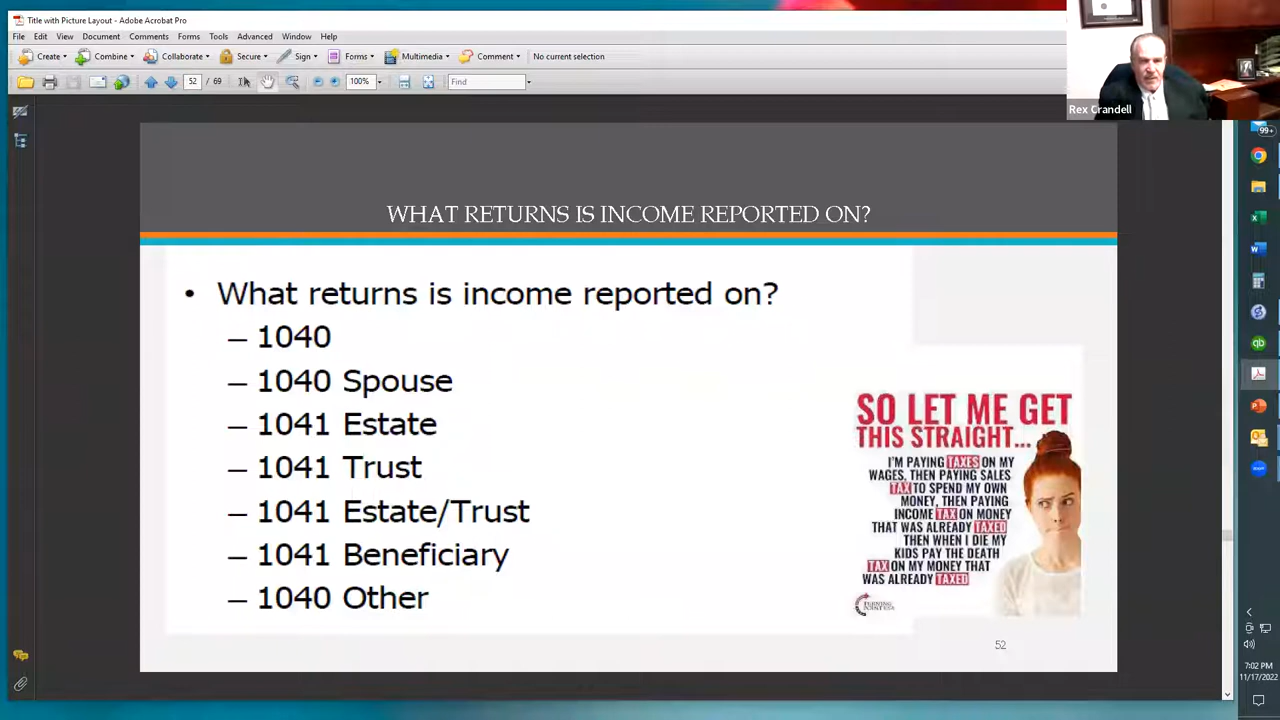 Title with Picture Layout - Adobe Acrobat Pro
File Edit View Document Comments Forms Tools Advanced Window Help
Create Combine Collaborate Secure Sign Forms Multimedia Comment No current selection
52 / 69 100% Find
Rex Crandell
99+
WHAT RETURNS IS INCOME REPORTED ON?
• What returns is income reported on?
– 1040
– 1040 Spouse
– 1041 Estate
– 1041 Trust
– 1041 Estate/Trust
– 1041 Beneficiary
– 1040 Other
SO LET ME GET
THIS STRAIGHT...
I'M PAYING TAXES ON MY
WAGES, THEN PAYING SALES
TAX TO SPEND MY OWN
MONEY, THEN PAYING
INCOME TAX ON MONEY
THAT WAS ALREADY TAXED
THEN WHEN I DIE MY
KIDS PAY THE DEATH
TAX ON MY MONEY THAT
WAS ALREADY TAXED
TURNING
POINT USA
52
7:02 PM
11/17/2022